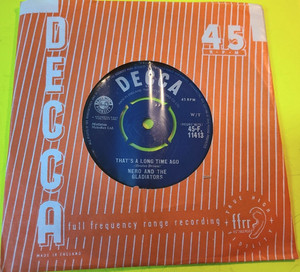 45
R.P.M
DECCA
DECCA
45 RPM
45-F.
11413
THAT'S A LONG TIME AGO
NERO AND THE
GLADIATORS
full frequency range recording
ffrr
MADE IN ENGLAND